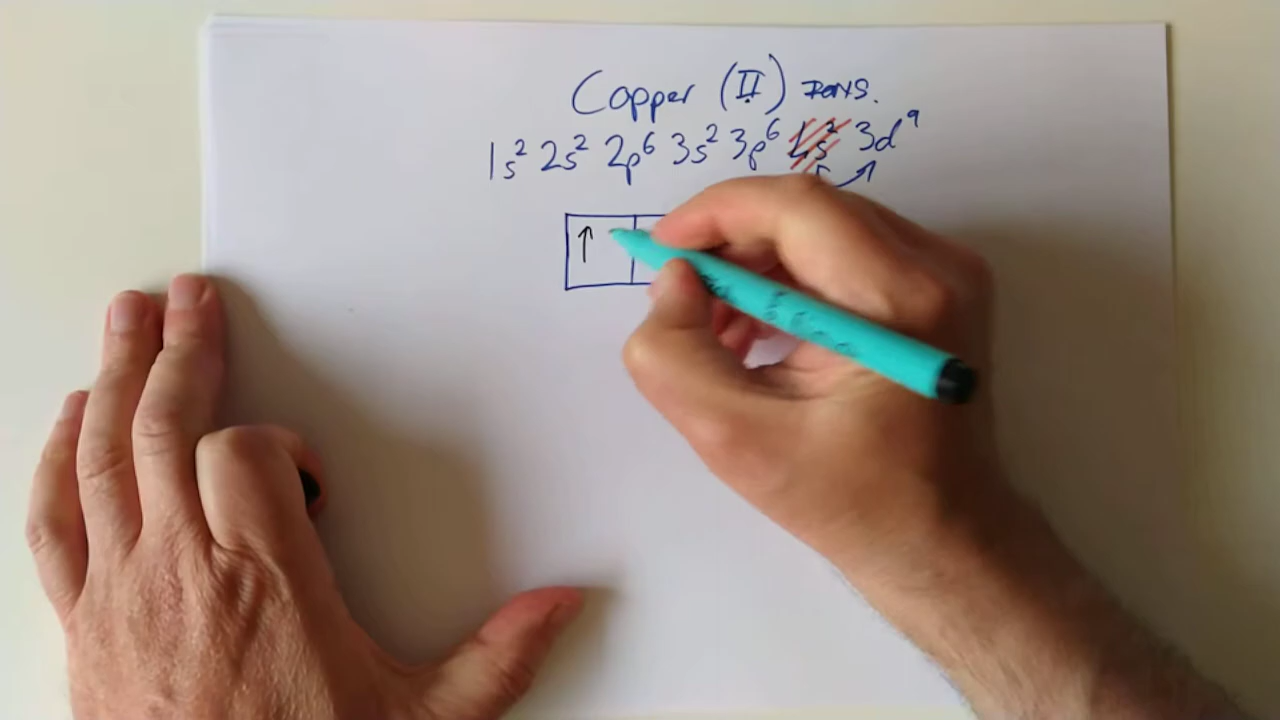 Copper (II) IONS.
1s² 2s² 2p⁶ 3s² 3p⁶ 4s² 3d⁹
↑